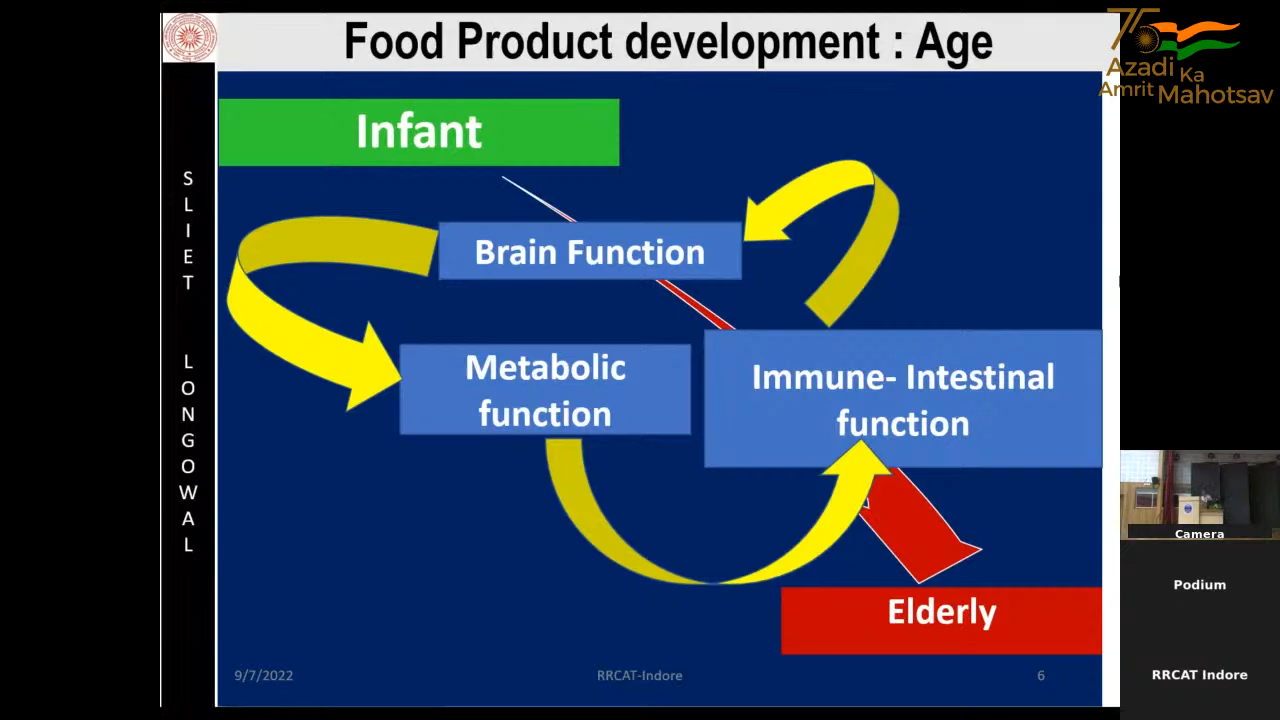 Food Product development : Age
75
Azadi
Ka
Amrit
Mahotsav
Infant
Brain Function
Metabolic
function
Immune- Intestinal
function
Elderly
S
L
I
E
T
L
O
N
G
O
W
A
L
9/7/2022
RRCAT-Indore
6
Camera
Podium
RRCAT Indore